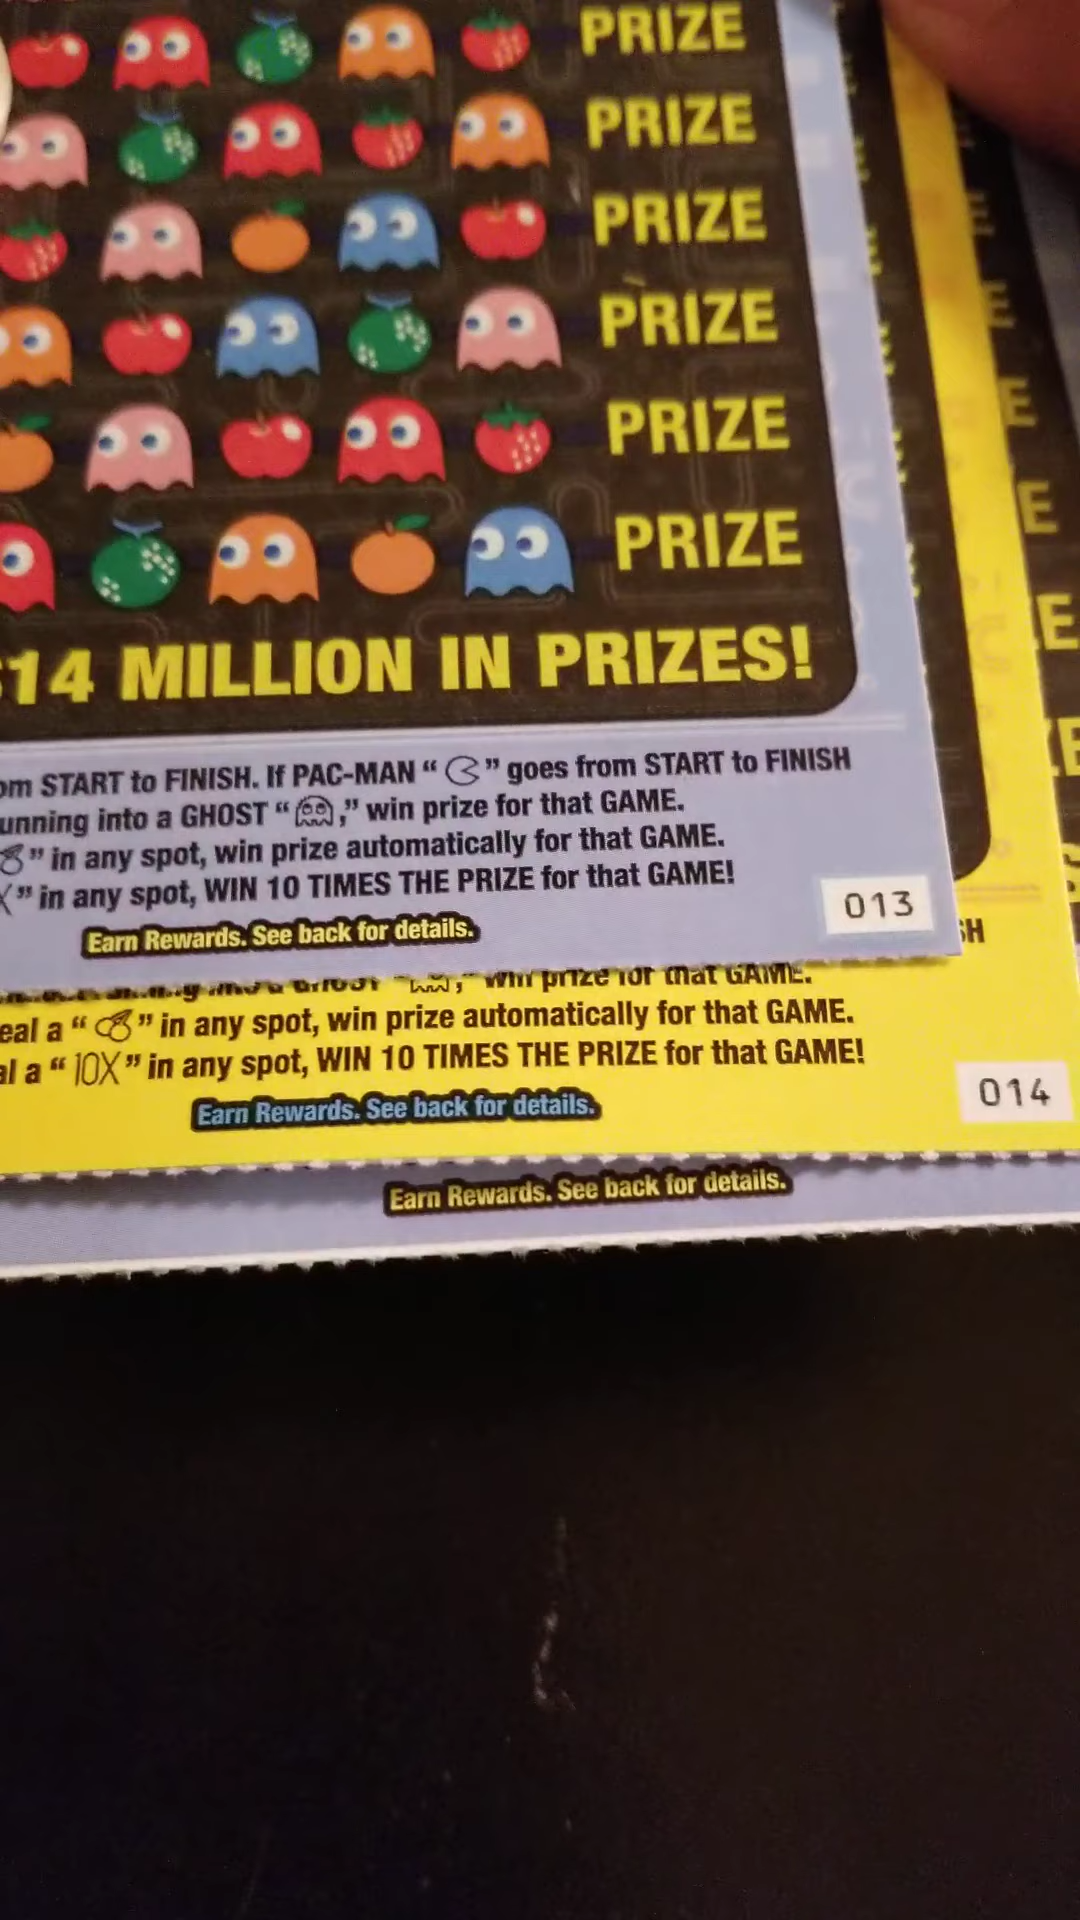 PRIZE
PRIZE
PRIZE
PRIZE
PRIZE
PRIZE
$14 MILLION IN PRIZES!
om START to FINISH. If PAC-MAN “ ” goes from START to FINISH
unning into a GHOST “ ,” win prize for that GAME.
” in any spot, win prize automatically for that GAME.
X” in any spot, WIN 10 TIMES THE PRIZE for that GAME!
013
Earn Rewards. See back for details.
SH
,” win prize for that GAME.
eal a “ ” in any spot, win prize automatically for that GAME.
al a “ 10X ” in any spot, WIN 10 TIMES THE PRIZE for that GAME!
014
Earn Rewards. See back for details.
Earn Rewards. See back for details.
E
E
E
E
ZE